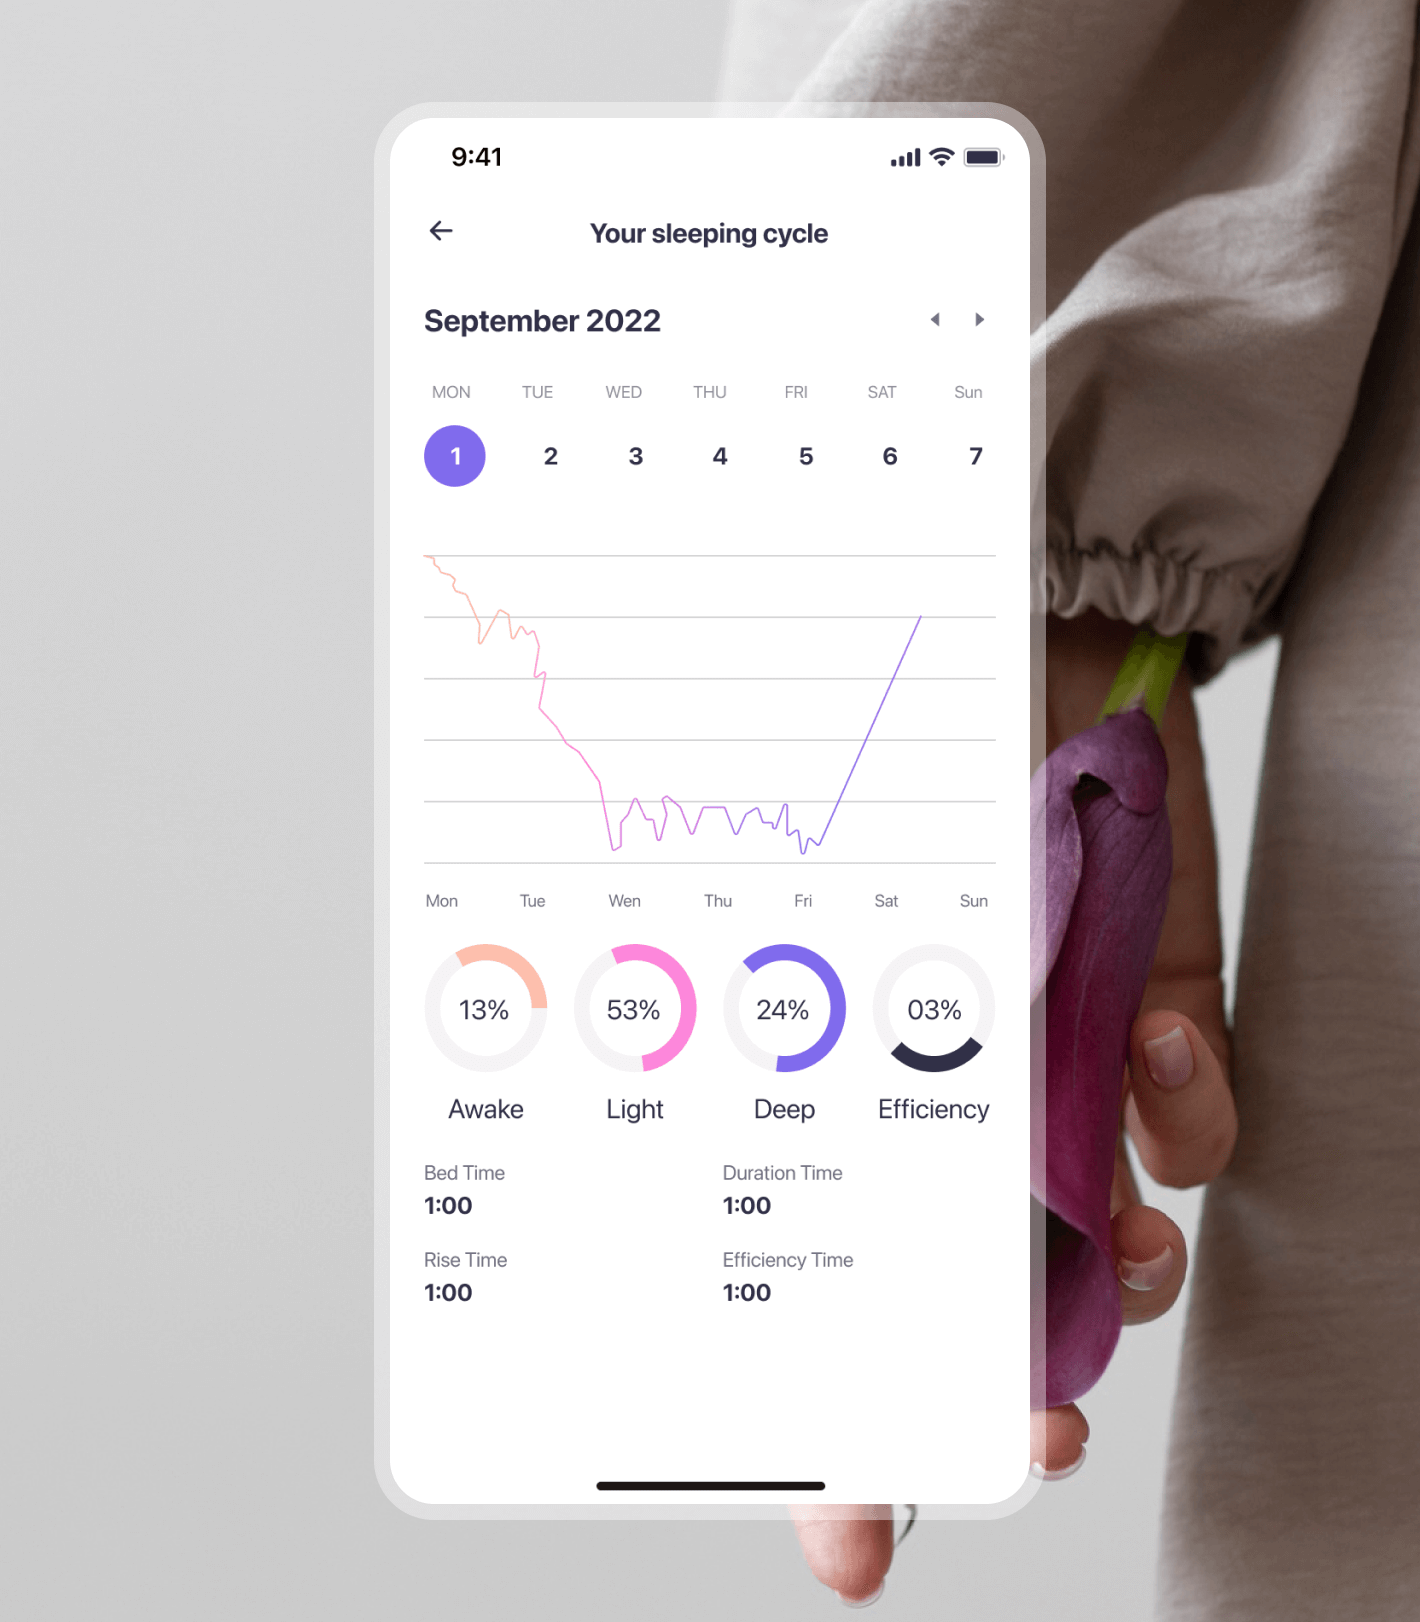 9:41
Your sleeping cycle
September 2022
MON TUE WED THU FRI SAT Sun
1 2 3 4 5 6 7
Mon Tue Wen Thu Fri Sat Sun
13% 53% 24% 03%
Awake Light Deep Efficiency
Bed Time Duration Time
1:00 1:00
Rise Time Efficiency Time
1:00 1:00